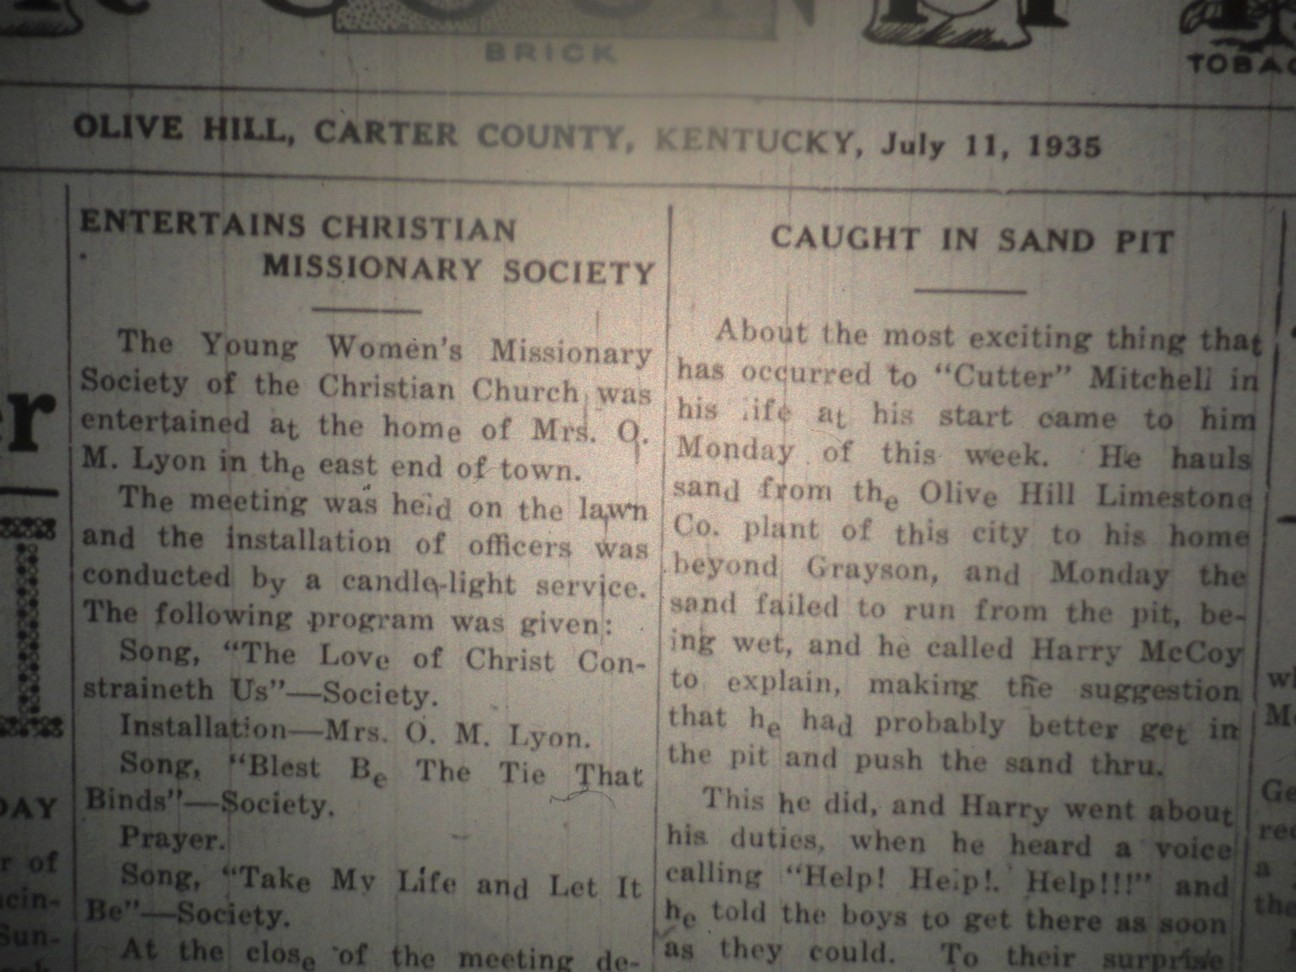 BRICK
TOBAC
OLIVE HILL, CARTER COUNTY, KENTUCKY, July 11, 1935
ENTERTAINS CHRISTIAN
MISSIONARY SOCIETY
The Young Women's Missionary
Society of the Christian Church was
entertained at the home of Mrs. O.
M. Lyon in the east end of town.
The meeting was held on the lawn
and the installation of officers was
conducted by a candle-light service.
The following program was given:
Song, "The Love of Christ Con-
straineth Us"—Society.
Installation—Mrs. O. M. Lyon.
Song, "Blest Be The Tie That
Binds"—Society.
Prayer.
Song, "Take My Life and Let It
Be"—Society.
At the close of the meeting de-
CAUGHT IN SAND PIT
About the most exciting thing that
has occurred to "Cutter" Mitchell in
his life at his start came to him
Monday of this week. He hauls
sand from the Olive Hill Limestone
Co. plant of this city to his home
beyond Grayson, and Monday the
sand failed to run from the pit, be-
ing wet, and he called Harry McCoy
to explain, making the suggestion
that he had probably better get in
the pit and push the sand thru.
This he did, and Harry went about
his duties, when he heard a voice
calling "Help! Help!. Help!!!" and
he told the boys to get there as soon
as they could. To their surprise